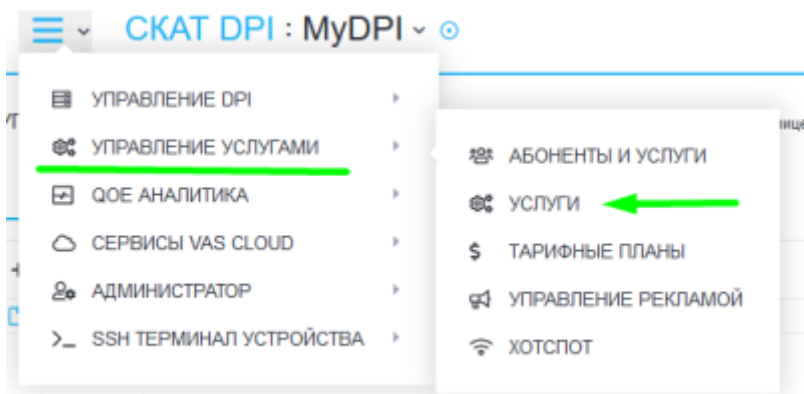 СКАТ DPI : MyDPI
УПРАВЛЕНИЕ DPI
УПРАВЛЕНИЕ УСЛУГАМИ
QOE АНАЛИТИКА
СЕРВИСЫ VAS CLOUD
АДМИНИСТРАТОР
>_ SSH ТЕРМИНАЛ УСТРОЙСТВА
АБОНЕНТЫ И УСЛУГИ
УСЛУГИ
$ ТАРИФНЫЕ ПЛАНЫ
УПРАВЛЕНИЕ РЕКЛАМОЙ
ХОТСПОТ